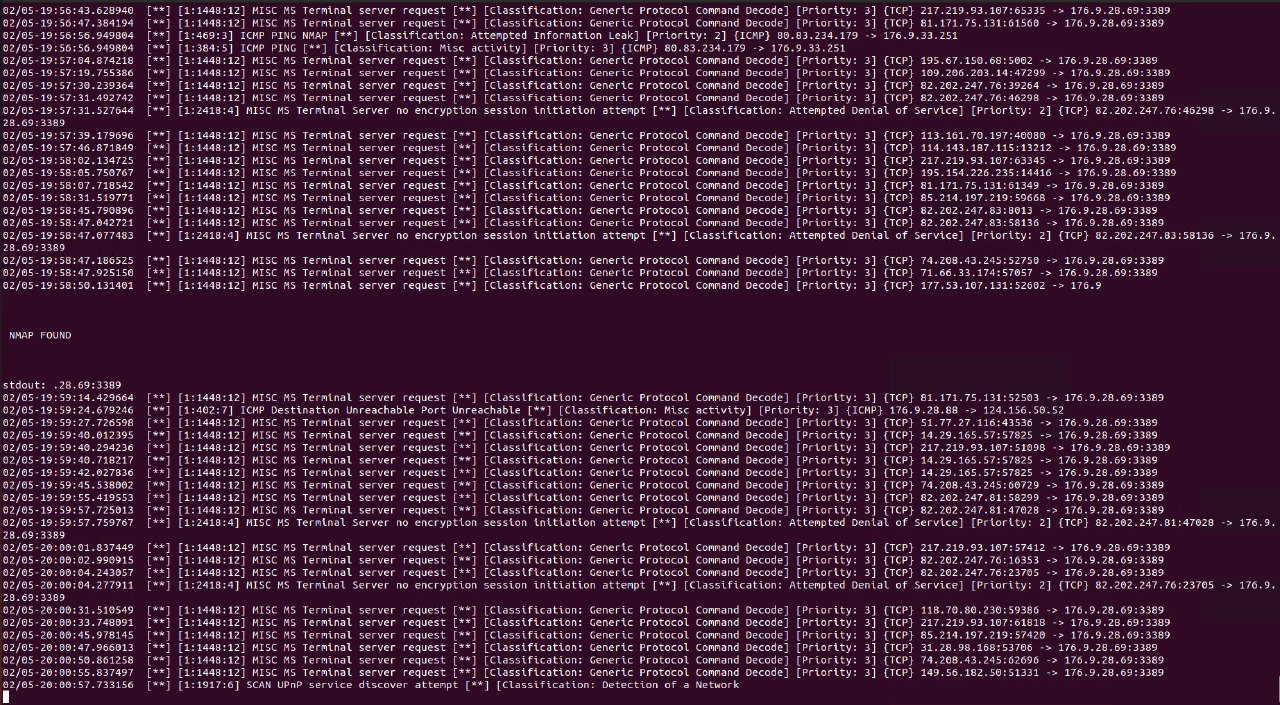 02/05-19:56:43.628940  [**] [1:1448:12] MISC MS Terminal server request [**] [Classification: Generic Protocol Command Decode] [Priority: 3] {TCP} 217.219.93.107:65335 -> 176.9.28.69:3389
02/05-19:56:47.384194  [**] [1:1448:12] MISC MS Terminal server request [**] [Classification: Generic Protocol Command Decode] [Priority: 3] {TCP} 81.171.75.131:61560 -> 176.9.28.69:3389
02/05-19:56:56.949804  [**] [1:469:3] ICMP PING NMAP [**] [Classification: Attempted Information Leak] [Priority: 2] {ICMP} 80.83.234.179 -> 176.9.33.251
02/05-19:56:56.949804  [**] [1:384:5] ICMP PING [**] [Classification: Misc activity] [Priority: 3] {ICMP} 80.83.234.179 -> 176.9.33.251
02/05-19:57:04.874218  [**] [1:1448:12] MISC MS Terminal server request [**] [Classification: Generic Protocol Command Decode] [Priority: 3] {TCP} 195.67.150.68:5002 -> 176.9.28.69:3389
02/05-19:57:19.755386  [**] [1:1448:12] MISC MS Terminal server request [**] [Classification: Generic Protocol Command Decode] [Priority: 3] {TCP} 109.206.203.14:47299 -> 176.9.28.69:3389
02/05-19:57:30.239364  [**] [1:1448:12] MISC MS Terminal server request [**] [Classification: Generic Protocol Command Decode] [Priority: 3] {TCP} 82.202.247.76:39264 -> 176.9.28.69:3389
02/05-19:57:31.492742  [**] [1:1448:12] MISC MS Terminal server request [**] [Classification: Generic Protocol Command Decode] [Priority: 3] {TCP} 82.202.247.76:46298 -> 176.9.28.69:3389
02/05-19:57:31.527644  [**] [1:2418:4] MISC MS Terminal Server no encryption session initiation attempt [**] [Classification: Attempted Denial of Service] [Priority: 2] {TCP} 82.202.247.76:46298 -> 176.9.
28.69:3389
02/05-19:57:39.179696  [**] [1:1448:12] MISC MS Terminal server request [**] [Classification: Generic Protocol Command Decode] [Priority: 3] {TCP} 113.161.70.197:40080 -> 176.9.28.69:3389
02/05-19:57:46.871849  [**] [1:1448:12] MISC MS Terminal server request [**] [Classification: Generic Protocol Command Decode] [Priority: 3] {TCP} 114.143.187.115:13212 -> 176.9.28.69:3389
02/05-19:58:02.134725  [**] [1:1448:12] MISC MS Terminal server request [**] [Classification: Generic Protocol Command Decode] [Priority: 3] {TCP} 217.219.93.107:63345 -> 176.9.28.69:3389
02/05-19:58:05.750767  [**] [1:1448:12] MISC MS Terminal server request [**] [Classification: Generic Protocol Command Decode] [Priority: 3] {TCP} 195.154.226.235:14416 -> 176.9.28.69:3389
02/05-19:58:07.718542  [**] [1:1448:12] MISC MS Terminal server request [**] [Classification: Generic Protocol Command Decode] [Priority: 3] {TCP} 81.171.75.131:61349 -> 176.9.28.69:3389
02/05-19:58:31.519771  [**] [1:1448:12] MISC MS Terminal server request [**] [Classification: Generic Protocol Command Decode] [Priority: 3] {TCP} 85.214.197.219:59668 -> 176.9.28.69:3389
02/05-19:58:45.790896  [**] [1:1448:12] MISC MS Terminal server request [**] [Classification: Generic Protocol Command Decode] [Priority: 3] {TCP} 82.202.247.83:8013 -> 176.9.28.69:3389
02/05-19:58:47.042721  [**] [1:1448:12] MISC MS Terminal server request [**] [Classification: Generic Protocol Command Decode] [Priority: 3] {TCP} 82.202.247.83:58136 -> 176.9.28.69:3389
02/05-19:58:47.077483  [**] [1:2418:4] MISC MS Terminal Server no encryption session initiation attempt [**] [Classification: Attempted Denial of Service] [Priority: 2] {TCP} 82.202.247.83:58136 -> 176.9.
28.69:3389
02/05-19:58:47.186525  [**] [1:1448:12] MISC MS Terminal server request [**] [Classification: Generic Protocol Command Decode] [Priority: 3] {TCP} 74.208.43.245:52750 -> 176.9.28.69:3389
02/05-19:58:47.925150  [**] [1:1448:12] MISC MS Terminal server request [**] [Classification: Generic Protocol Command Decode] [Priority: 3] {TCP} 71.66.33.174:57057 -> 176.9.28.69:3389
02/05-19:58:50.131401  [**] [1:1448:12] MISC MS Terminal server request [**] [Classification: Generic Protocol Command Decode] [Priority: 3] {TCP} 177.53.107.131:52602 -> 176.9
NMAP FOUND
stdout: .28.69:3389
02/05-19:59:14.429664  [**] [1:1448:12] MISC MS Terminal server request [**] [Classification: Generic Protocol Command Decode] [Priority: 3] {TCP} 81.171.75.131:52503 -> 176.9.28.69:3389
02/05-19:59:24.679246  [**] [1:402:7] ICMP Destination Unreachable Port Unreachable [**] [Classification: Misc activity] [Priority: 3] {ICMP} 176.9.28.88 -> 124.156.50.52
02/05-19:59:27.726598  [**] [1:1448:12] MISC MS Terminal server request [**] [Classification: Generic Protocol Command Decode] [Priority: 3] {TCP} 51.77.27.116:43536 -> 176.9.28.69:3389
02/05-19:59:40.012395  [**] [1:1448:12] MISC MS Terminal server request [**] [Classification: Generic Protocol Command Decode] [Priority: 3] {TCP} 14.29.165.57:57825 -> 176.9.28.69:3389
02/05-19:59:40.294236  [**] [1:1448:12] MISC MS Terminal server request [**] [Classification: Generic Protocol Command Decode] [Priority: 3] {TCP} 217.219.93.107:51098 -> 176.9.28.69:3389
02/05-19:59:40.718217  [**] [1:1448:12] MISC MS Terminal server request [**] [Classification: Generic Protocol Command Decode] [Priority: 3] {TCP} 14.29.165.57:57825 -> 176.9.28.69:3389
02/05-19:59:42.027336  [**] [1:1448:12] MISC MS Terminal server request [**] [Classification: Generic Protocol Command Decode] [Priority: 3] {TCP} 14.29.165.57:57825 -> 176.9.28.69:3389
02/05-19:59:45.538002  [**] [1:1448:12] MISC MS Terminal server request [**] [Classification: Generic Protocol Command Decode] [Priority: 3] {TCP} 74.208.43.245:60729 -> 176.9.28.69:3389
02/05-19:59:55.419553  [**] [1:1448:12] MISC MS Terminal server request [**] [Classification: Generic Protocol Command Decode] [Priority: 3] {TCP} 82.202.247.81:58299 -> 176.9.28.69:3389
02/05-19:59:57.725013  [**] [1:1448:12] MISC MS Terminal server request [**] [Classification: Generic Protocol Command Decode] [Priority: 3] {TCP} 82.202.247.81:47028 -> 176.9.28.69:3389
02/05-19:59:57.759767  [**] [1:2418:4] MISC MS Terminal Server no encryption session initiation attempt [**] [Classification: Attempted Denial of Service] [Priority: 2] {TCP} 82.202.247.81:47028 -> 176.9.
28.69:3389
02/05-20:00:01.837449  [**] [1:1448:12] MISC MS Terminal server request [**] [Classification: Generic Protocol Command Decode] [Priority: 3] {TCP} 217.219.93.107:57412 -> 176.9.28.69:3389
02/05-20:00:02.990915  [**] [1:1448:12] MISC MS Terminal server request [**] [Classification: Generic Protocol Command Decode] [Priority: 3] {TCP} 82.202.247.76:16353 -> 176.9.28.69:3389
02/05-20:00:04.243057  [**] [1:1448:12] MISC MS Terminal server request [**] [Classification: Generic Protocol Command Decode] [Priority: 3] {TCP} 82.202.247.76:23705 -> 176.9.28.69:3389
02/05-20:00:04.277911  [**] [1:2418:4] MISC MS Terminal Server no encryption session initiation attempt [**] [Classification: Attempted Denial of Service] [Priority: 2] {TCP} 82.202.247.76:23705 -> 176.9.
28.69:3389
02/05-20:00:31.510549  [**] [1:1448:12] MISC MS Terminal server request [**] [Classification: Generic Protocol Command Decode] [Priority: 3] {TCP} 118.70.80.230:59386 -> 176.9.28.69:3389
02/05-20:00:33.748091  [**] [1:1448:12] MISC MS Terminal server request [**] [Classification: Generic Protocol Command Decode] [Priority: 3] {TCP} 217.219.93.107:61818 -> 176.9.28.69:3389
02/05-20:00:45.978145  [**] [1:1448:12] MISC MS Terminal server request [**] [Classification: Generic Protocol Command Decode] [Priority: 3] {TCP} 85.214.197.219:57420 -> 176.9.28.69:3389
02/05-20:00:47.966013  [**] [1:1448:12] MISC MS Terminal server request [**] [Classification: Generic Protocol Command Decode] [Priority: 3] {TCP} 31.28.98.168:53706 -> 176.9.28.69:3389
02/05-20:00:50.861258  [**] [1:1448:12] MISC MS Terminal server request [**] [Classification: Generic Protocol Command Decode] [Priority: 3] {TCP} 74.208.43.245:62696 -> 176.9.28.69:3389
02/05-20:00:55.837497  [**] [1:1448:12] MISC MS Terminal server request [**] [Classification: Generic Protocol Command Decode] [Priority: 3] {TCP} 149.56.182.50:51331 -> 176.9.28.69:3389
02/05-20:00:57.733156  [**] [1:1917:6] SCAN UPnP service discover attempt [**] [Classification: Detection of a Network